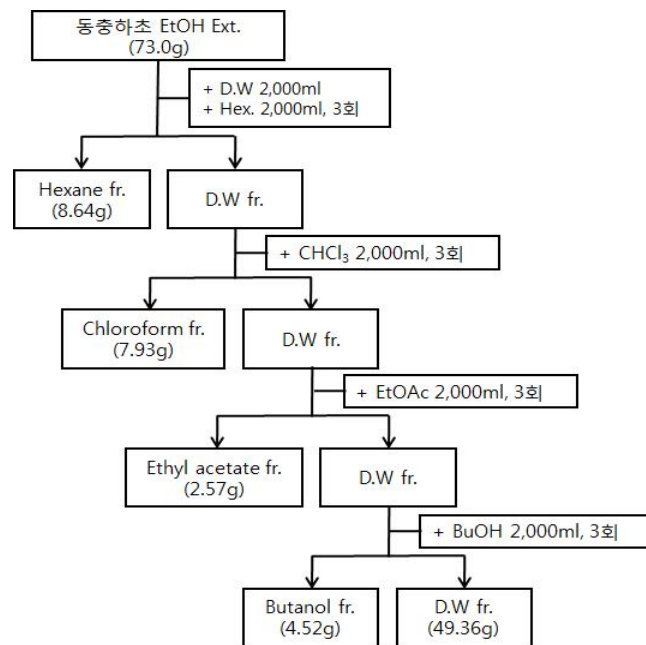 동충하초 EtOH Ext.
(73.0g)
+ D.W 2,000ml
+ Hex. 2,000ml, 3회
Hexane fr.
(8.64g)
D.W fr.
+ CHCl₃ 2,000ml, 3회
Chloroform fr.
(7.93g)
D.W fr.
+ EtOAc 2,000ml, 3회
Ethyl acetate fr.
(2.57g)
D.W fr.
+ BuOH 2,000ml, 3회
Butanol fr.
(4.52g)
D.W fr.
(49.36g)